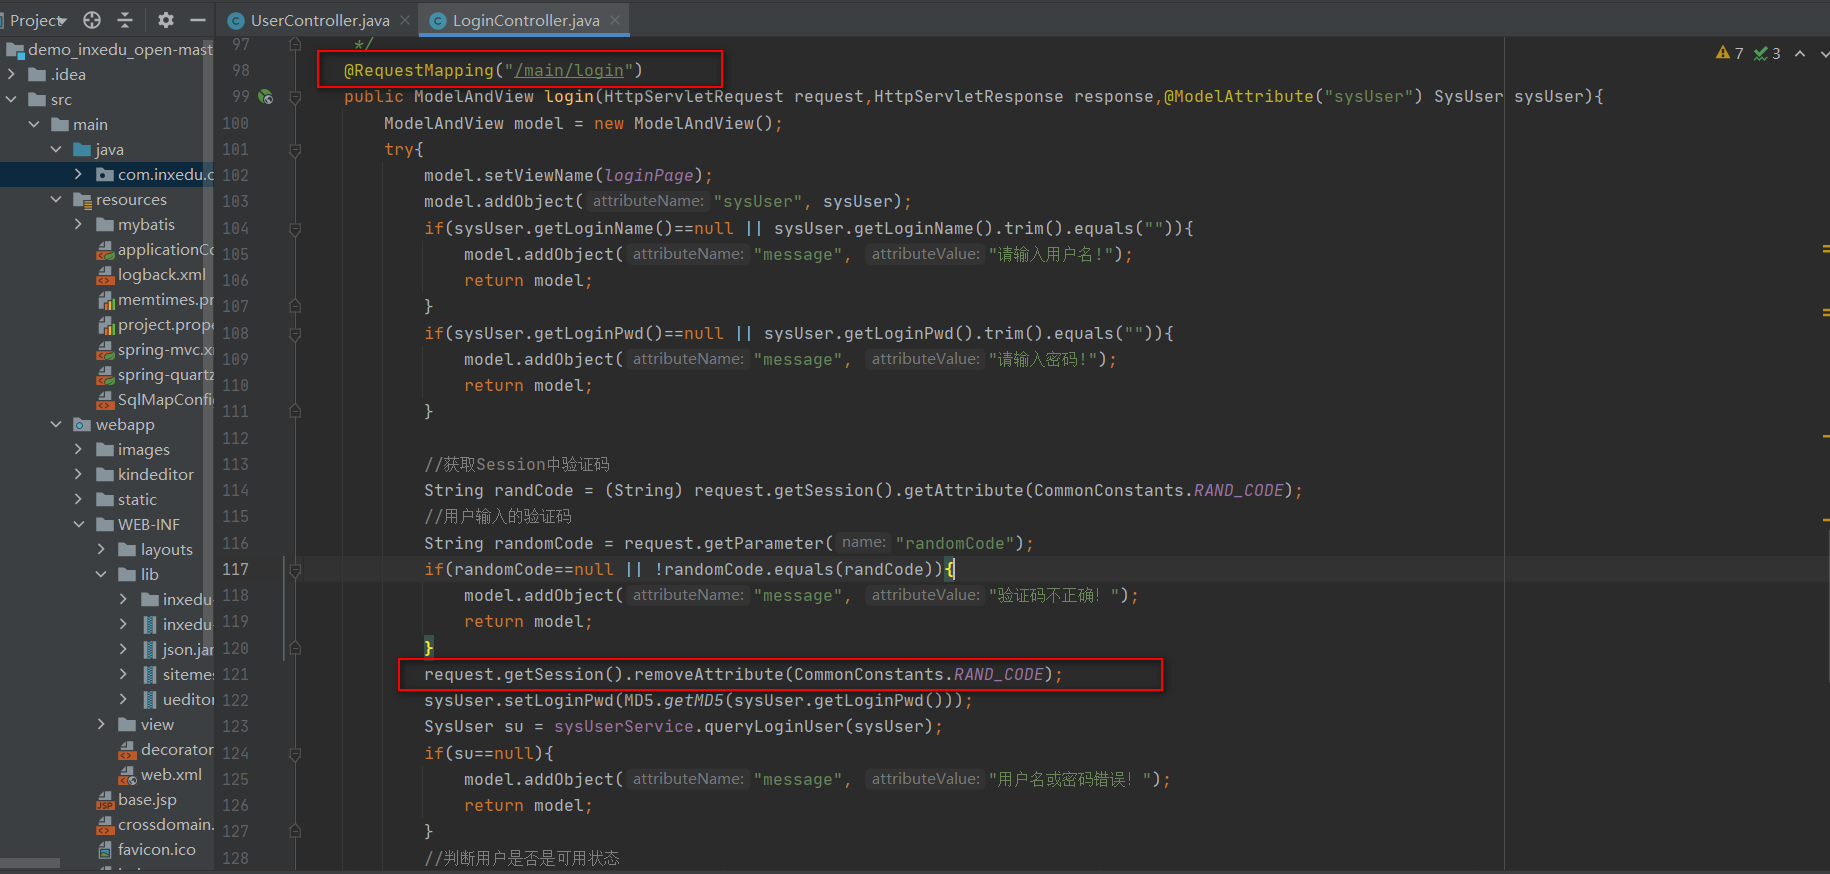 Project
UserController.java
LoginController.java
demo_inxedu_open-mast
.idea
src
main
java
com.inxedu.o
resources
mybatis
applicationCo
logback.xml
memtimes.pr
project.prope
spring-mvc.x
spring-quartz
SqlMapConfi
webapp
images
kindeditor
static
WEB-INF
layouts
lib
inxedu-
inxedu-
json.jar
sitemes
ueditor
view
decorator
web.xml
base.jsp
crossdomain.
favicon.ico
7 3
97 */
98 @RequestMapping("/main/login")
99 public ModelAndView login(HttpServletRequest request,HttpServletResponse response,@ModelAttribute("sysUser") SysUser sysUser){
100 ModelAndView model = new ModelAndView();
101 try{
102 model.setViewName(loginPage);
103 model.addObject( attributeName: "sysUser", sysUser);
104 if(sysUser.getLoginName()==null || sysUser.getLoginName().trim().equals("")){
105 model.addObject( attributeName: "message", attributeValue: "请输入用户名!");
106 return model;
107 }
108 if(sysUser.getLoginPwd()==null || sysUser.getLoginPwd().trim().equals("")){
109 model.addObject( attributeName: "message", attributeValue: "请输入密码!");
110 return model;
111 }
112
113 //获取Session中验证码
114 String randCode = (String) request.getSession().getAttribute(CommonConstants.RAND_CODE);
115 //用户输入的验证码
116 String randomCode = request.getParameter( name: "randomCode");
117 if(randomCode==null || !randomCode.equals(randCode)){
118 model.addObject( attributeName: "message", attributeValue: "验证码不正确！");
119 return model;
120 }
121 request.getSession().removeAttribute(CommonConstants.RAND_CODE);
122 sysUser.setLoginPwd(MD5.getMD5(sysUser.getLoginPwd()));
123 SysUser su = sysUserService.queryLoginUser(sysUser);
124 if(su==null){
125 model.addObject( attributeName: "message", attributeValue: "用户名或密码错误！");
126 return model;
127 }
128 //判断用户是否是可用状态